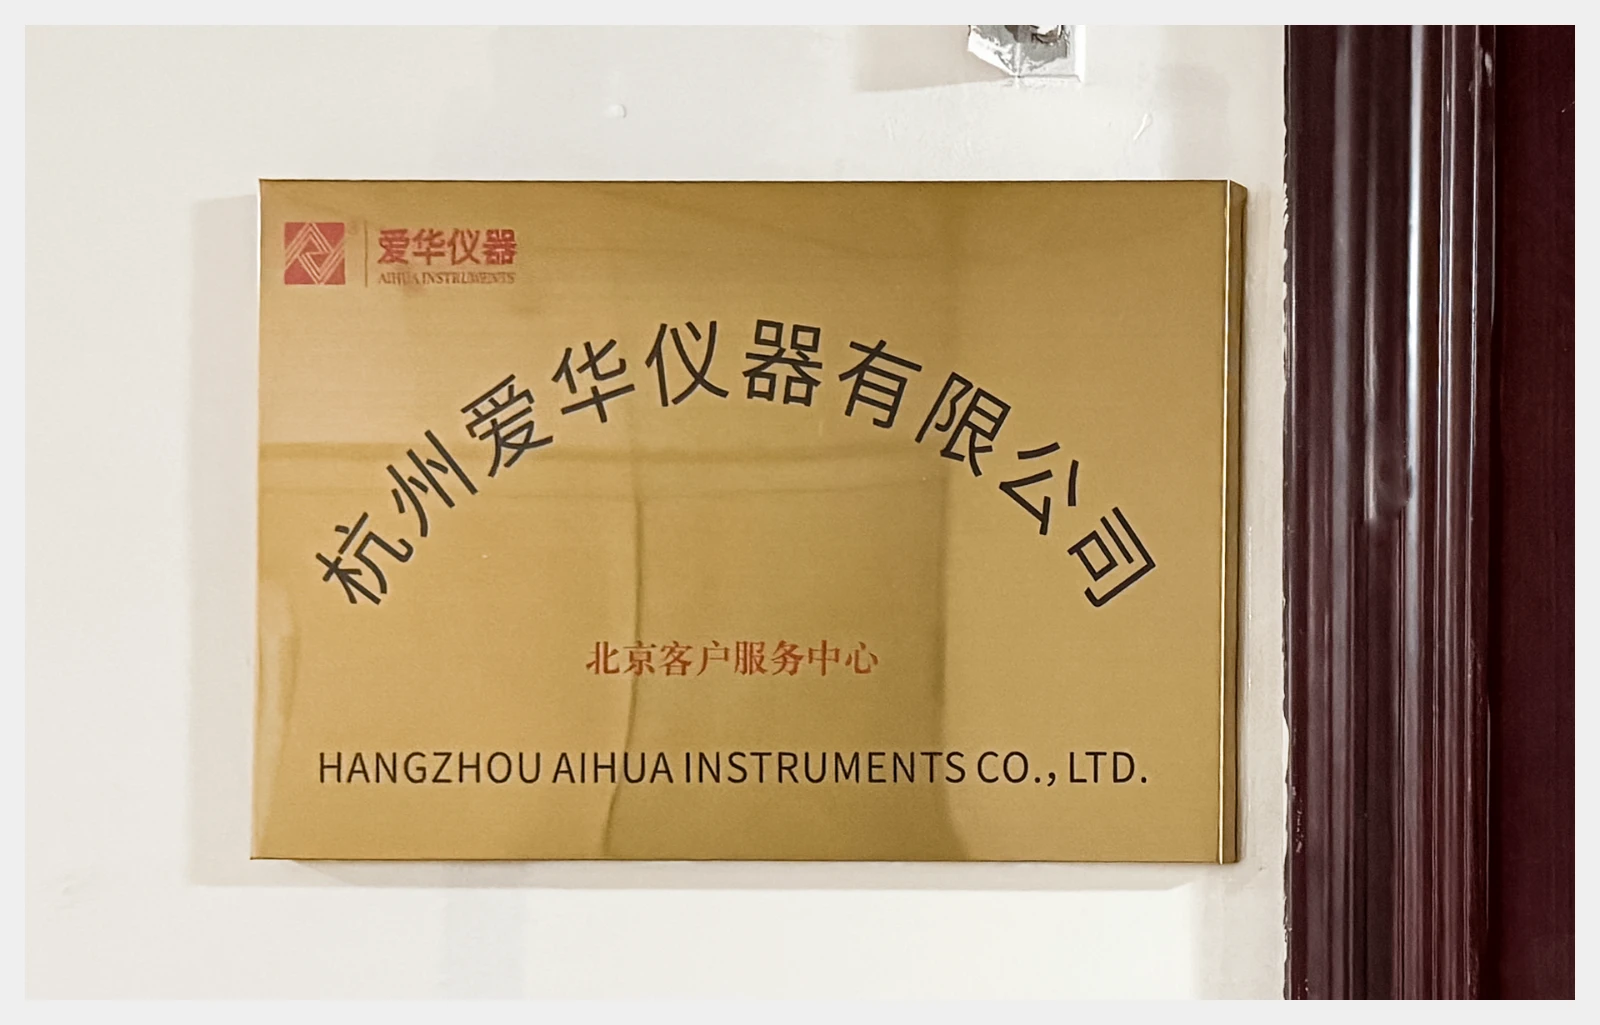 爱华仪器
AIHUA INSTRUMENTS
杭州爱华仪器有限公司
北京客户服务中心
HANGZHOU AIHUA INSTRUMENTS CO., LTD.